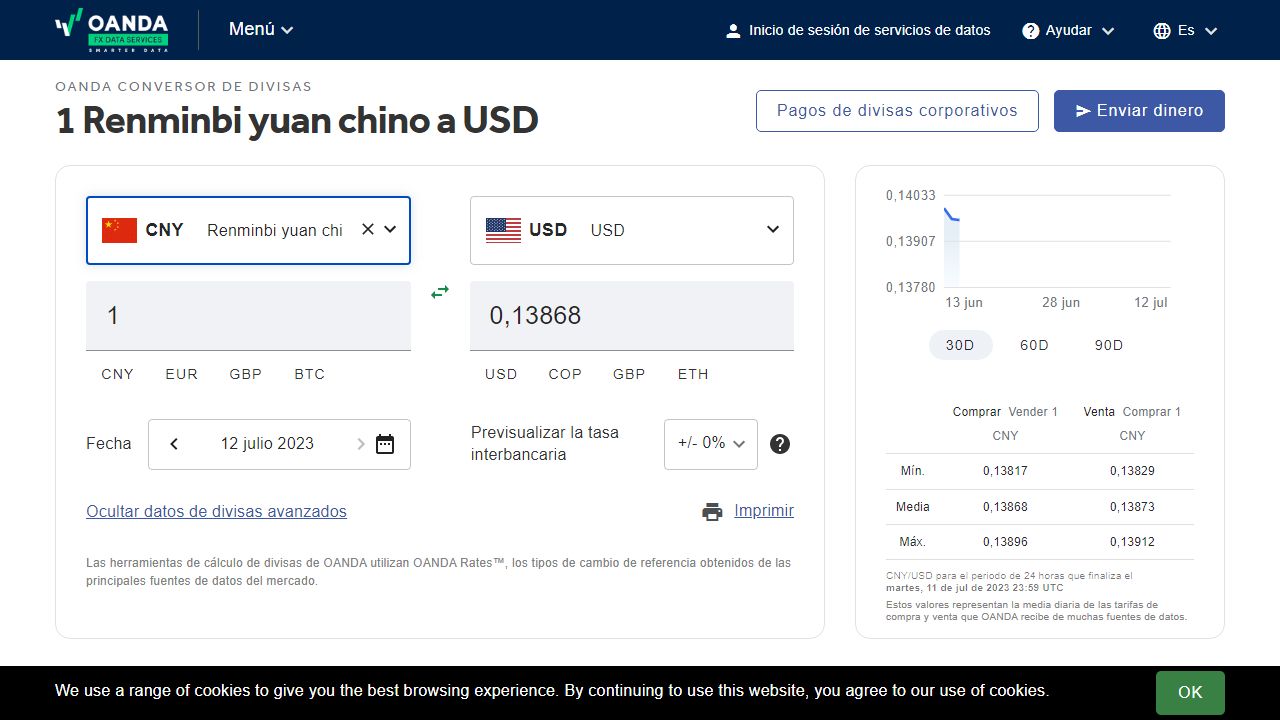 OANDA
FX DATA SERVICES
SMARTER DATA
Menú
Inicio de sesión de servicios de datos
Ayudar
Es
OANDA CONVERSOR DE DIVISAS
1 Renminbi yuan chino a USD
Pagos de divisas corporativos
Enviar dinero
CNY Renminbi yuan chi
USD USD
1
0,13868
CNY EUR GBP BTC
USD COP GBP ETH
Fecha
12 julio 2023
Previsualizar la tasa
interbancaria
+/- 0%
?
Ocultar datos de divisas avanzados
Imprimir
Las herramientas de cálculo de divisas de OANDA utilizan OANDA Rates™, los tipos de cambio de referencia obtenidos de las
principales fuentes de datos del mercado.
0,14033
0,13907
0,13780
13 jun 28 jun 12 jul
30D 60D 90D
Comprar Vender 1 Venta Comprar 1
CNY CNY
Mín. 0,13817 0,13829
Media 0,13868 0,13873
Máx. 0,13896 0,13912
CNY/USD para el periodo de 24 horas que finaliza el
martes, 11 de jul de 2023 23:59 UTC
Estos valores representan la media diaria de las tarifas de
compra y venta que OANDA recibe de muchas fuentes de datos.
We use a range of cookies to give you the best browsing experience. By continuing to use this website, you agree to our use of cookies.
OK